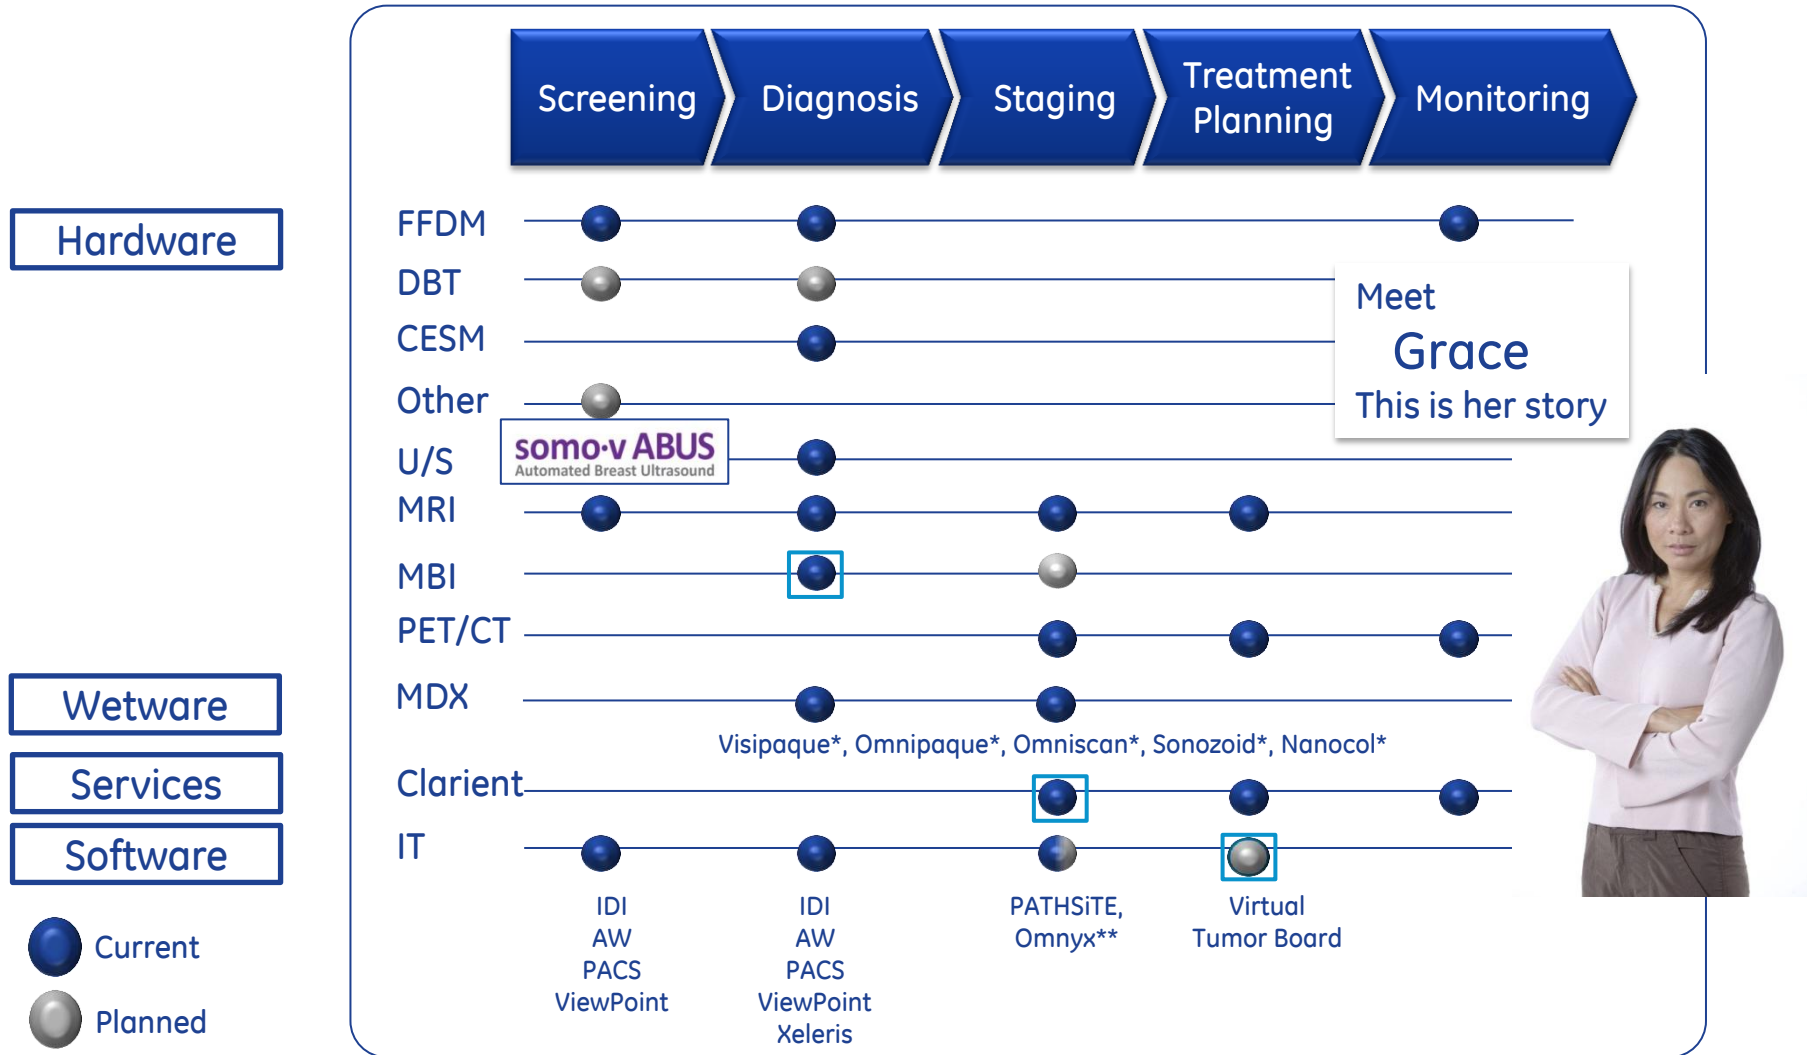 Screening
Diagnosis
Staging
Treatment
Planning
Monitoring
Hardware
FFDM
DBT
CESM
Other
U/S
somo•v ABUS
Automated Breast Ultrasound
MRI
MBI
PET/CT
Meet
Grace
This is her story
Wetware
MDX
Visipaque*, Omnipaque*, Omniscan*, Sonozoid*, Nanocol*
Services
Clarient
Software
IT
IDI
AW
PACS
ViewPoint
IDI
AW
PACS
ViewPoint
Xeleris
PATHSiTE,
Omnyx**
Virtual
Tumor Board
Current
Planned